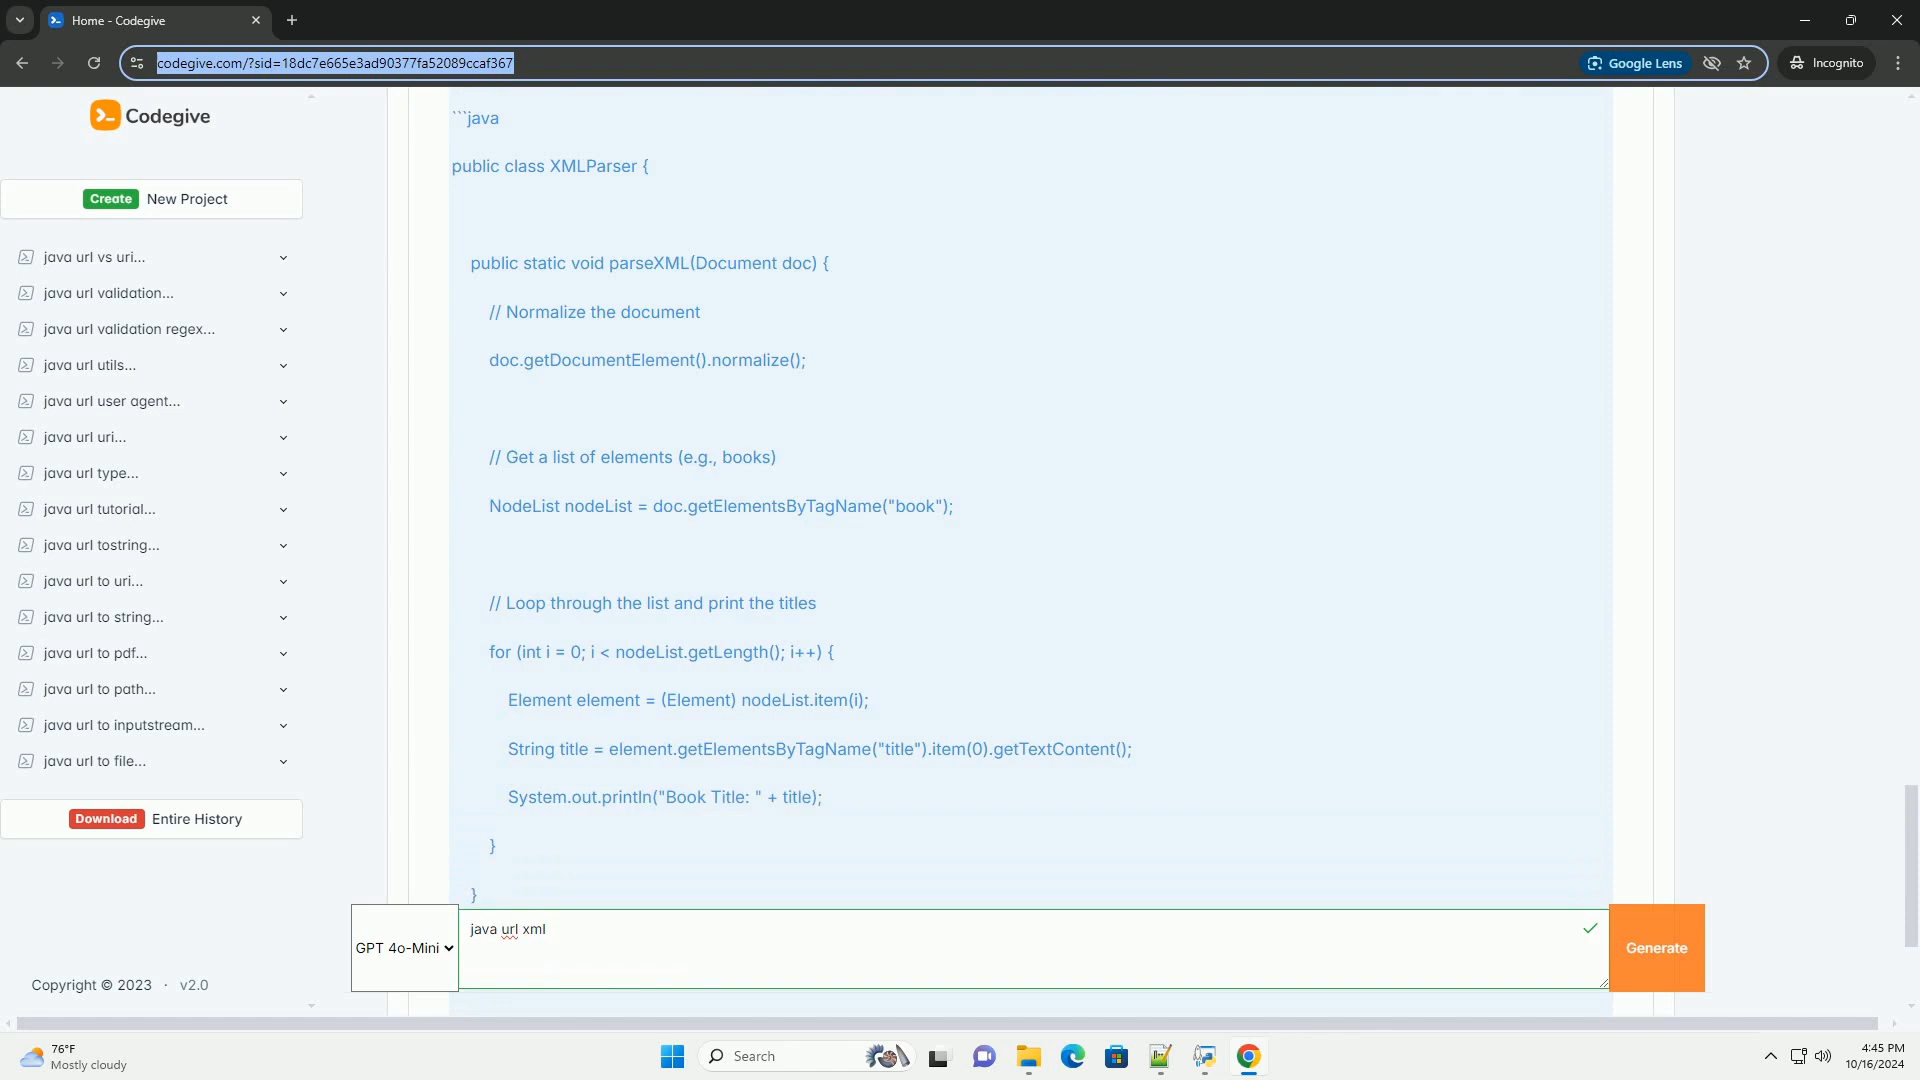 Home - Codegive
codegive.com/?sid=18dc7e665e3ad90377fa52089ccaf367
Google Lens
Incognito
Codegive
Create New Project
java url vs uri...
java url validation...
java url validation regex...
java url utils...
java url user agent...
java url uri...
java url type...
java url tutorial...
java url tostring...
java url to uri...
java url to string...
java url to pdf...
java url to path...
java url to inputstream...
java url to file...
Download Entire History
Copyright © 2023 · v2.0
```java
public class XMLParser {
public static void parseXML(Document doc) {
// Normalize the document
doc.getDocumentElement().normalize();
// Get a list of elements (e.g., books)
NodeList nodeList = doc.getElementsByTagName("book");
// Loop through the list and print the titles
for (int i = 0; i < nodeList.getLength(); i++) {
Element element = (Element) nodeList.item(i);
String title = element.getElementsByTagName("title").item(0).getTextContent();
System.out.println("Book Title: " + title);
}
}
GPT 4o-Mini
java url xml
Generate
76°F
Mostly cloudy
Search
4:45 PM
10/16/2024